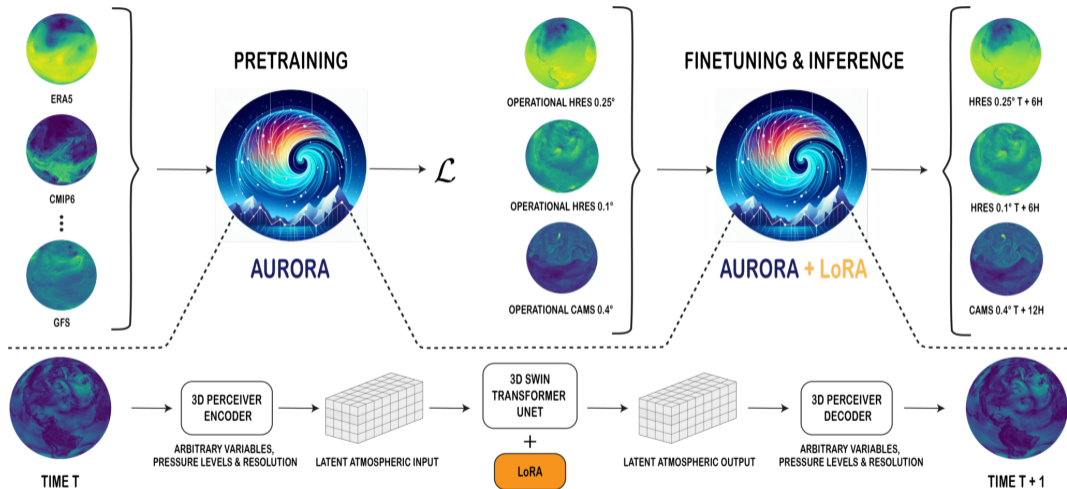 PRETRAINING
ERA5
CMIP6
GFS
AURORA
ℒ
OPERATIONAL HRES 0.25°
OPERATIONAL HRES 0.1°
OPERATIONAL CAMS 0.4°
FINETUNING & INFERENCE
AURORA + LoRA
HRES 0.25° T + 6H
HRES 0.1° T + 6H
CAMS 0.4° T + 12H
TIME T
3D PERCEIVER
ENCODER
ARBITRARY VARIABLES,
PRESSURE LEVELS & RESOLUTION
LATENT ATMOSPHERIC INPUT
3D SWIN
TRANSFORMER
UNET
+
LoRA
LATENT ATMOSPHERIC OUTPUT
3D PERCEIVER
DECODER
ARBITRARY VARIABLES,
PRESSURE LEVELS & RESOLUTION
TIME T + 1